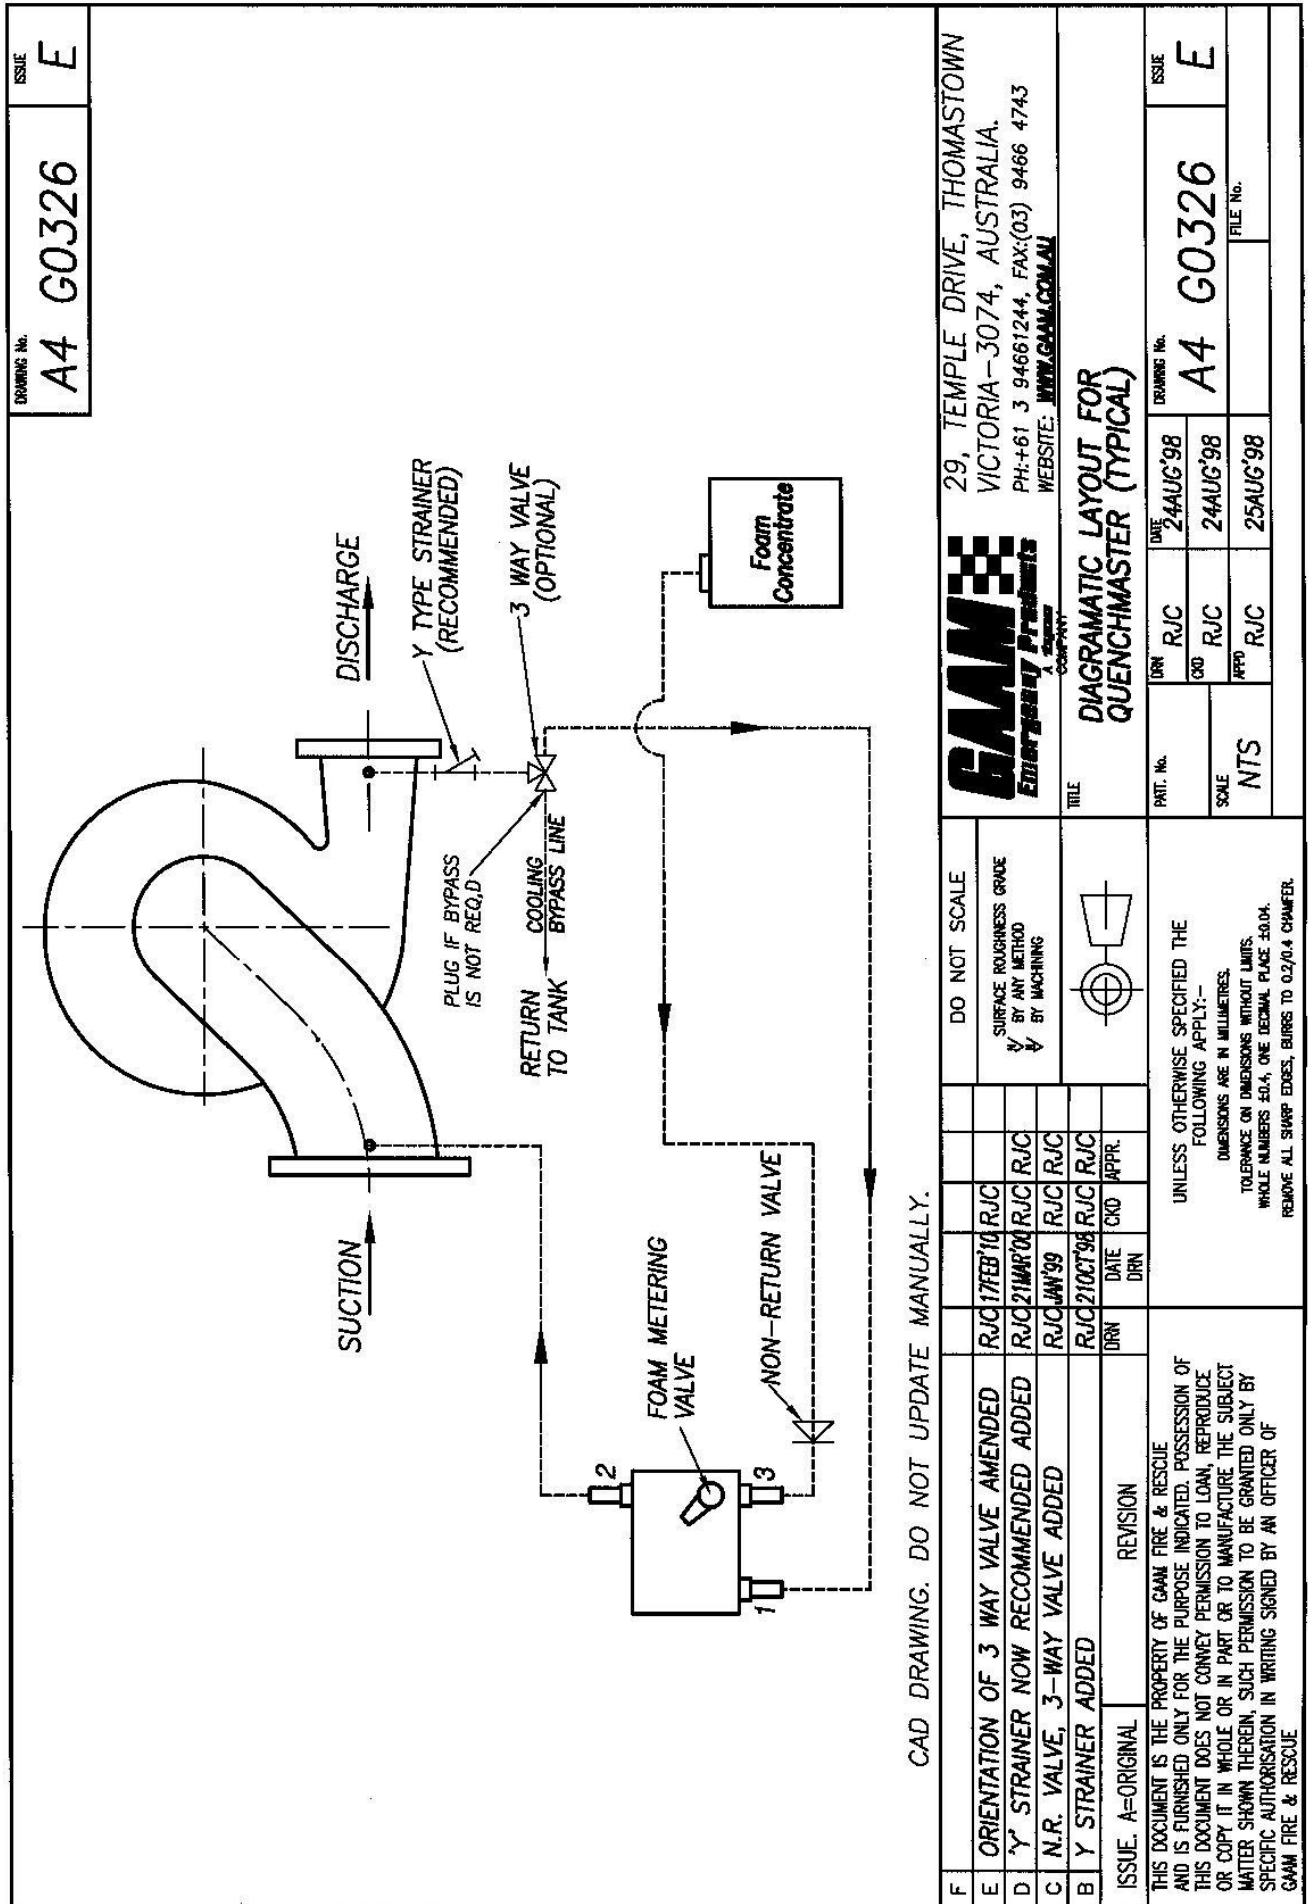 DRAWING No.
A4 G0326
ISSUE
E
SUCTION
DISCHARGE
Y TYPE STRAINER
(RECOMMENDED)
3 WAY VALVE
(OPTIONAL)
PLUG IF BYPASS
IS NOT REQ,D
RETURN
TO TANK
COOLING
BYPASS LINE
Foam
Concentrate
FOAM METERING
VALVE
NON-RETURN VALVE
2
3
1
CAD DRAWING. DO NOT UPDATE MANUALLY.
F
E ORIENTATION OF 3 WAY VALVE AMENDED RJC 17FEB'10 RJC RJC
D 'Y' STRAINER NOW RECOMMENDED ADDED RJC 21MAR'00 RJC RJC
C N.R. VALVE, 3-WAY VALVE ADDED RJC JAN'99 RJC RJC
B Y STRAINER ADDED RJC 21OCT'98 RJC RJC
ISSUE. A=ORIGINAL REVISION DRN DATE DRN CKD APPR.
THIS DOCUMENT IS THE PROPERTY OF GAAM FIRE & RESCUE
AND IS FURNISHED ONLY FOR THE PURPOSE INDICATED. POSSESSION OF
THIS DOCUMENT DOES NOT CONVEY PERMISSION TO LOAN, REPRODUCE
OR COPY IT IN WHOLE OR IN PART OR TO MANUFACTURE THE SUBJECT
MATTER SHOWN THEREIN, SUCH PERMISSION TO BE GRANTED ONLY BY
SPECIFIC AUTHORISATION IN WRITING SIGNED BY AN OFFICER OF
GAAM FIRE & RESCUE
DO NOT SCALE
SURFACE ROUGHNESS GRADE
BY ANY METHOD
BY MACHINING
UNLESS OTHERWISE SPECIFIED THE
FOLLOWING APPLY:-
DIMENSIONS ARE IN MILLIMETRES.
TOLERANCE ON DIMENSIONS WITHOUT LIMITS.
WHOLE NUMBERS ±0.4, ONE DECIMAL PLACE ±0.04.
REMOVE ALL SHARP EDGES, BURRS TO 0.2/0.4 CHAMFER.
GAAM
Emergency Products
A
COMPANY
29, TEMPLE DRIVE, THOMASTOWN
VICTORIA-3074, AUSTRALIA.
PH:+61 3 94661244, FAX:(03) 9466 4743
WEBSITE: WWW.GAAM.COM.AU
TITLE
DIAGRAMATIC LAYOUT FOR
QUENCHMASTER (TYPICAL)
PATT. No.
SCALE
NTS
DRN RJC DATE 24AUG'98
CKD RJC 24AUG'98
APPD RJC 25AUG'98
DRAWING No.
A4 G0326
ISSUE
E
FILE No.